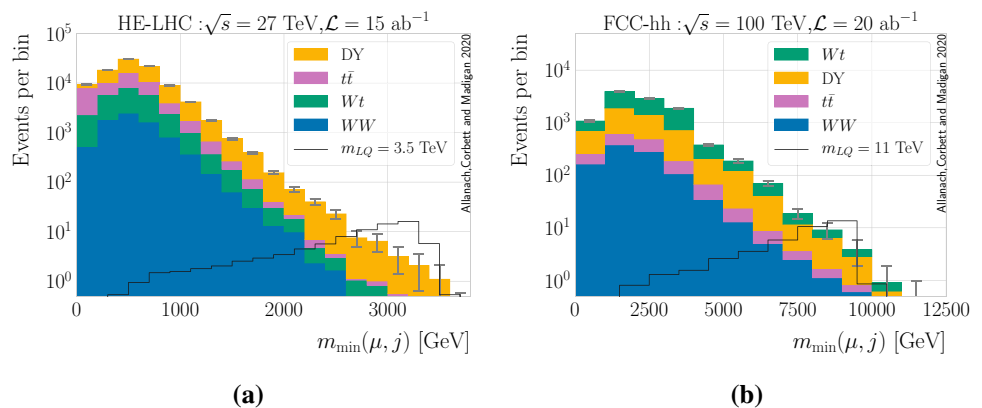 HE-LHC :√s = 27 TeV,𝓛 = 15 ab⁻¹
Events per bin
10⁵
10⁴
10³
10²
10¹
10⁰
DY
tt̄
Wt
WW
m_LQ = 3.5 TeV
Allanach,Corbett and Madigan 2020
0
1000
2000
3000
m_min(μ, j) [GeV]
(a)
FCC-hh :√s = 100 TeV,𝓛 = 20 ab⁻¹
Events per bin
10⁴
10³
10²
10¹
10⁰
Wt
DY
tt̄
WW
m_LQ = 11 TeV
Allanach,Corbett and Madigan 2020
0
2500
5000
7500
10000
12500
m_min(μ, j) [GeV]
(b)